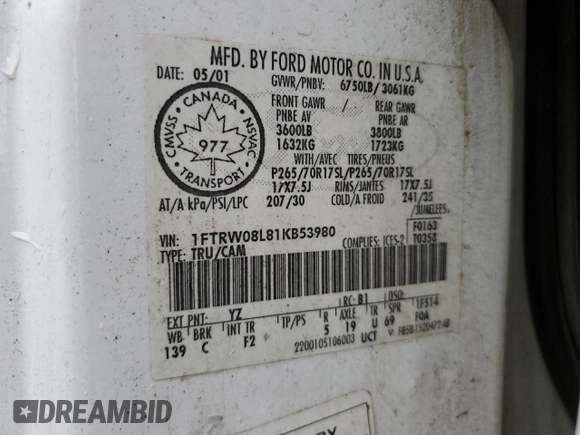 MFD. BY FORD MOTOR CO. IN U.S.A.
DATE: 05/01
GVWR/PNBV: 6750LB/ 3061KG
CANADA
CMVSS
NSVAC
977
TRANSPORT
FRONT GAWR / REAR GAWR
PNBE AV PNBE AR
3600LB 3800LB
1632KG 1723KG
WITH/AVEC TIRES/PNEUS
P265/70R17SL/P265/70R17SL
17X7.5J RIMS/JANTES 17X7.5J
AT/A kPa/PSI/LPC 207/30 COLD/A FROID 241/35
/JUMELEES
VIN: 1FTRW08L81KB53980
F0163
TYPE: TRU/CAM
COMPLIES: ICES-2
T0358
RC: B1 DSO:
EXT PNT: YZ
WB BRK INT TR TP/PS R AXLE TR SPR
1F514
139 C F2 5 19 U 69
F0A
2200105106003 UCT
DREAMBID